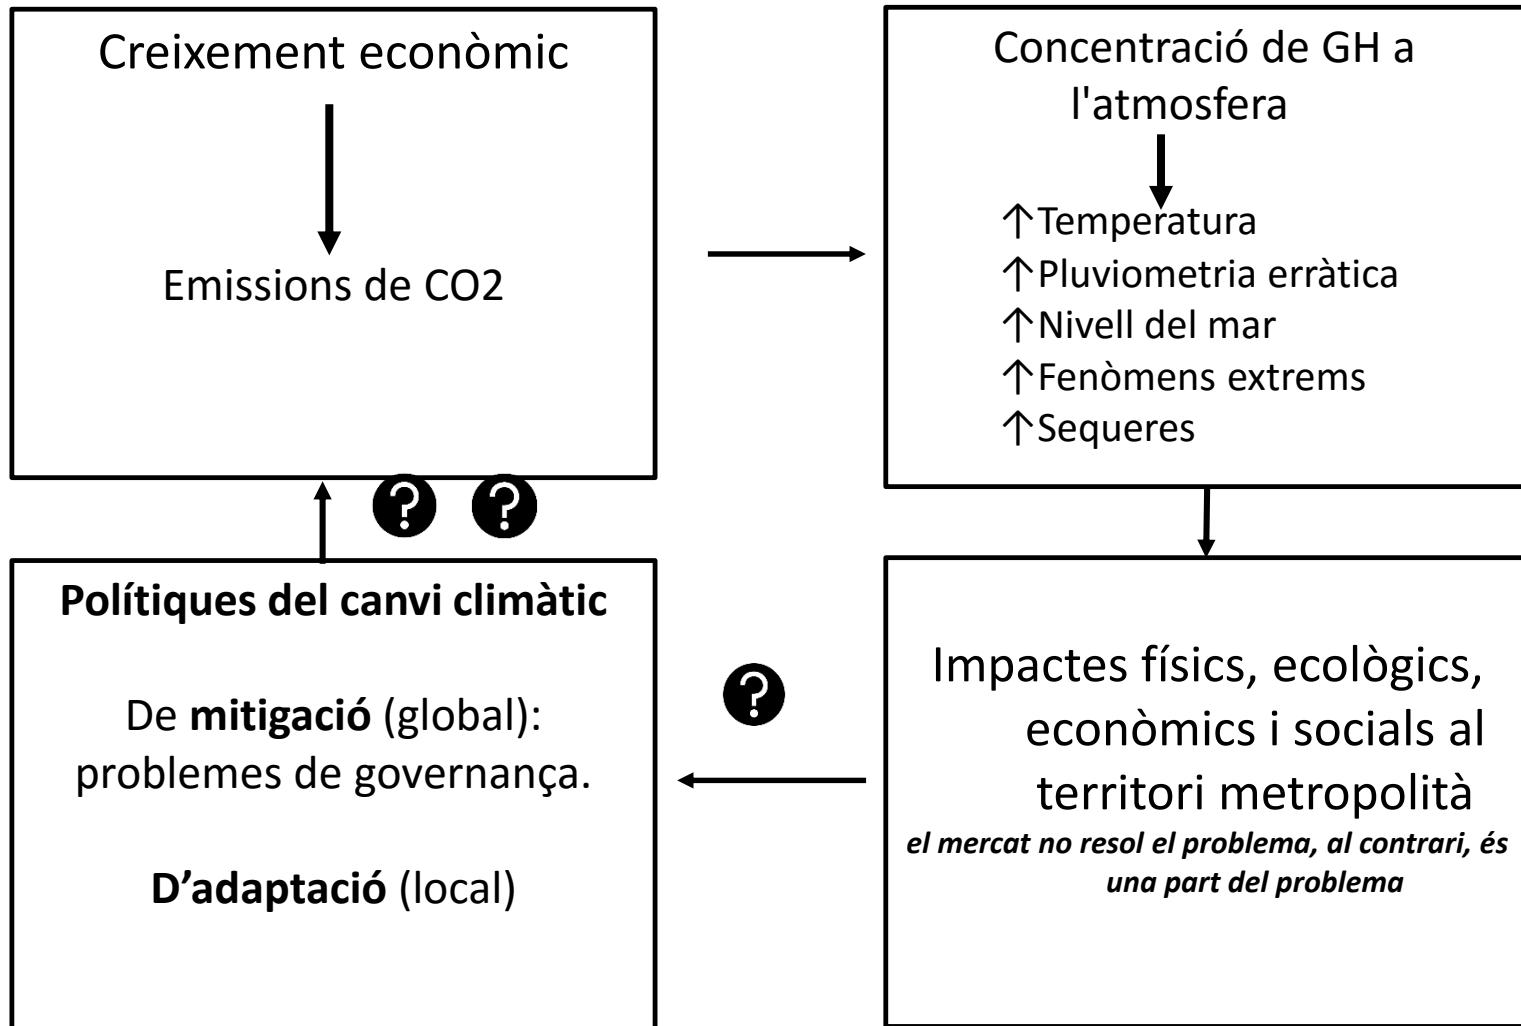 Creixement econòmic
Emissions de CO2
Concentració de GH a
l'atmosfera
↑Temperatura
↑Pluviometria erràtica
↑Nivell del mar
↑Fenòmens extrems
↑Sequeres
? ?
Polítiques del canvi climàtic
De mitigació (global):
problemes de governança.
D’adaptació (local)
?
Impactes físics, ecològics,
econòmics i socials al
territori metropolità
el mercat no resol el problema, al contrari, és
una part del problema